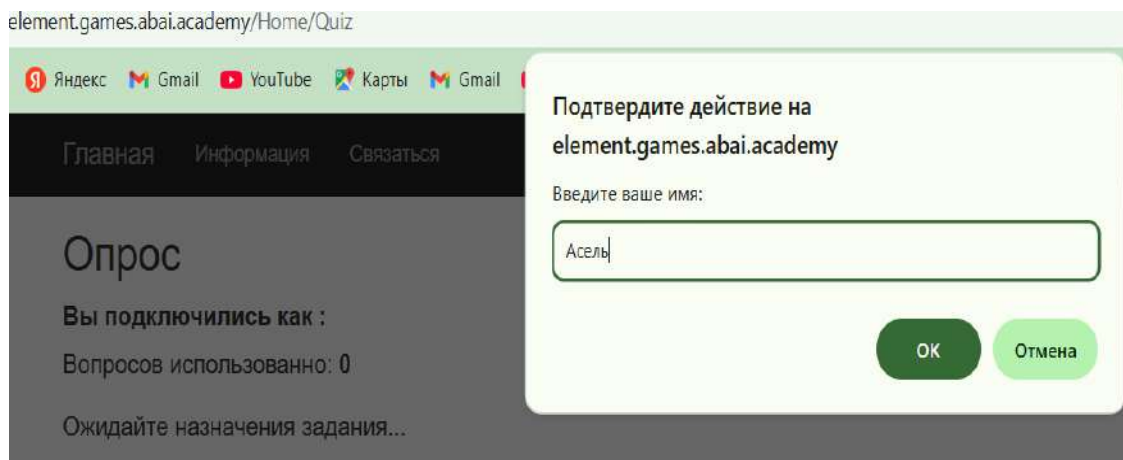 element.games.abai.academy/Home/Quiz
Яндекс Gmail YouTube Карты Gmail
Главная Информация Связаться
Опрос
Вы подключились как :
Вопросов использованно: 0
Ожидайте назначения задания...
Подтвердите действие на
element.games.abai.academy
Введите ваше имя:
Асель
ОК Отмена